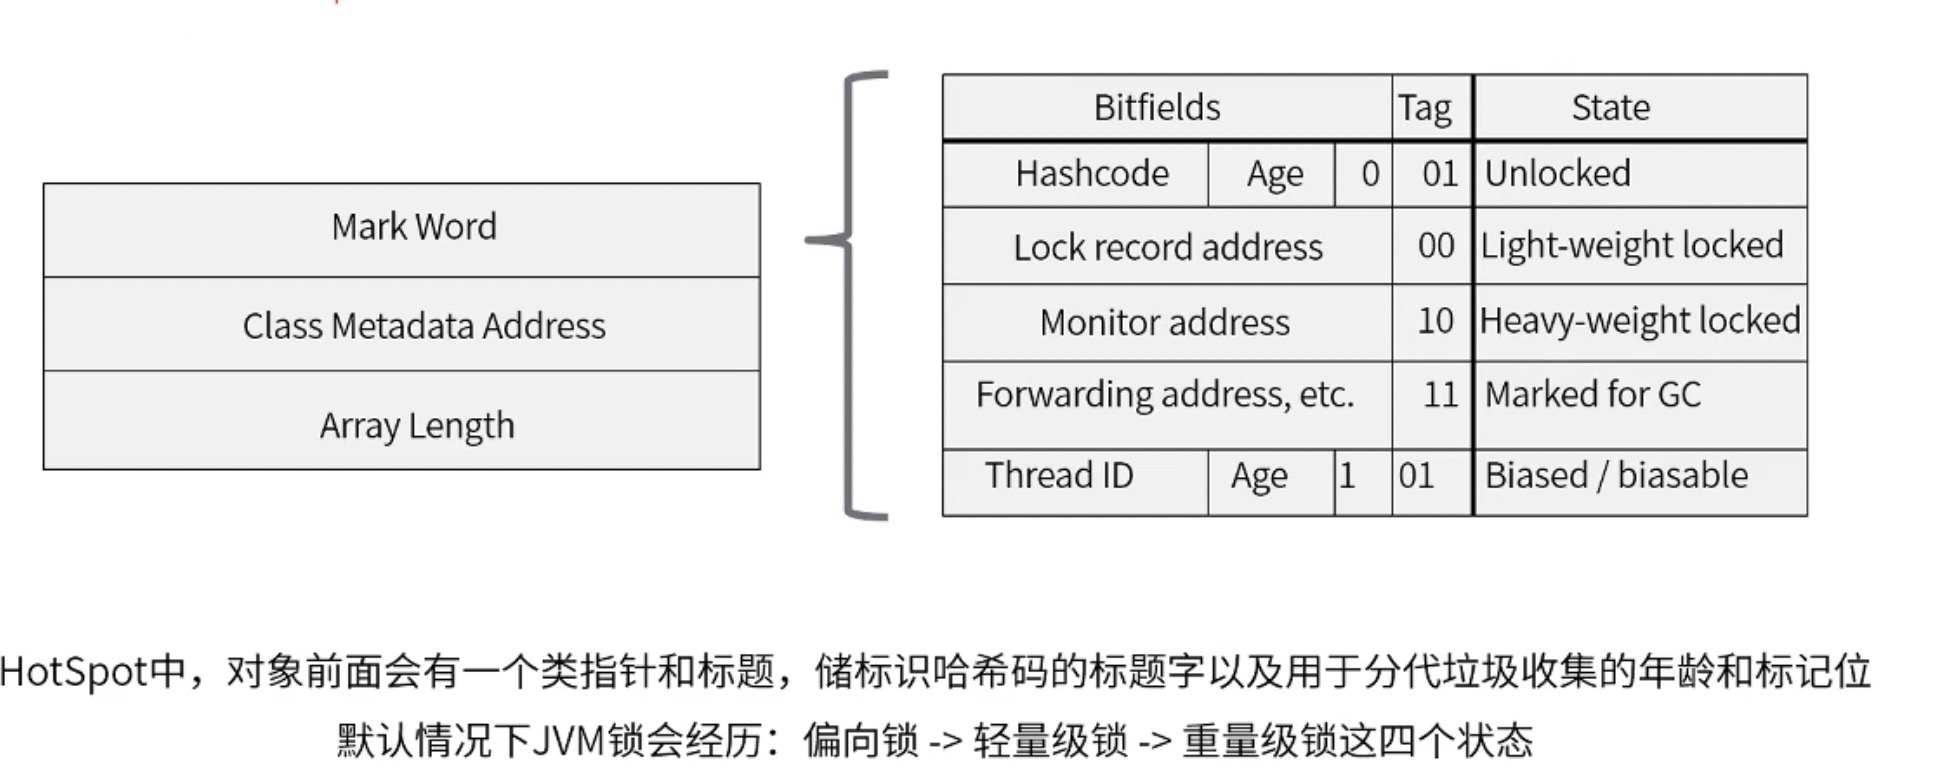 Mark Word
Class Metadata Address
Array Length
Bitfields Tag State
Hashcode Age 0 01 Unlocked
Lock record address 00 Light-weight locked
Monitor address 10 Heavy-weight locked
Forwarding address, etc. 11 Marked for GC
Thread ID Age 1 01 Biased / biasable
HotSpot中，对象前面会有一个类指针和标题，储标识哈希码的标题字以及用于分代垃圾收集的年龄和标记位
默认情况下JVM锁会经历：偏向锁 -> 轻量级锁 -> 重量级锁这四个状态